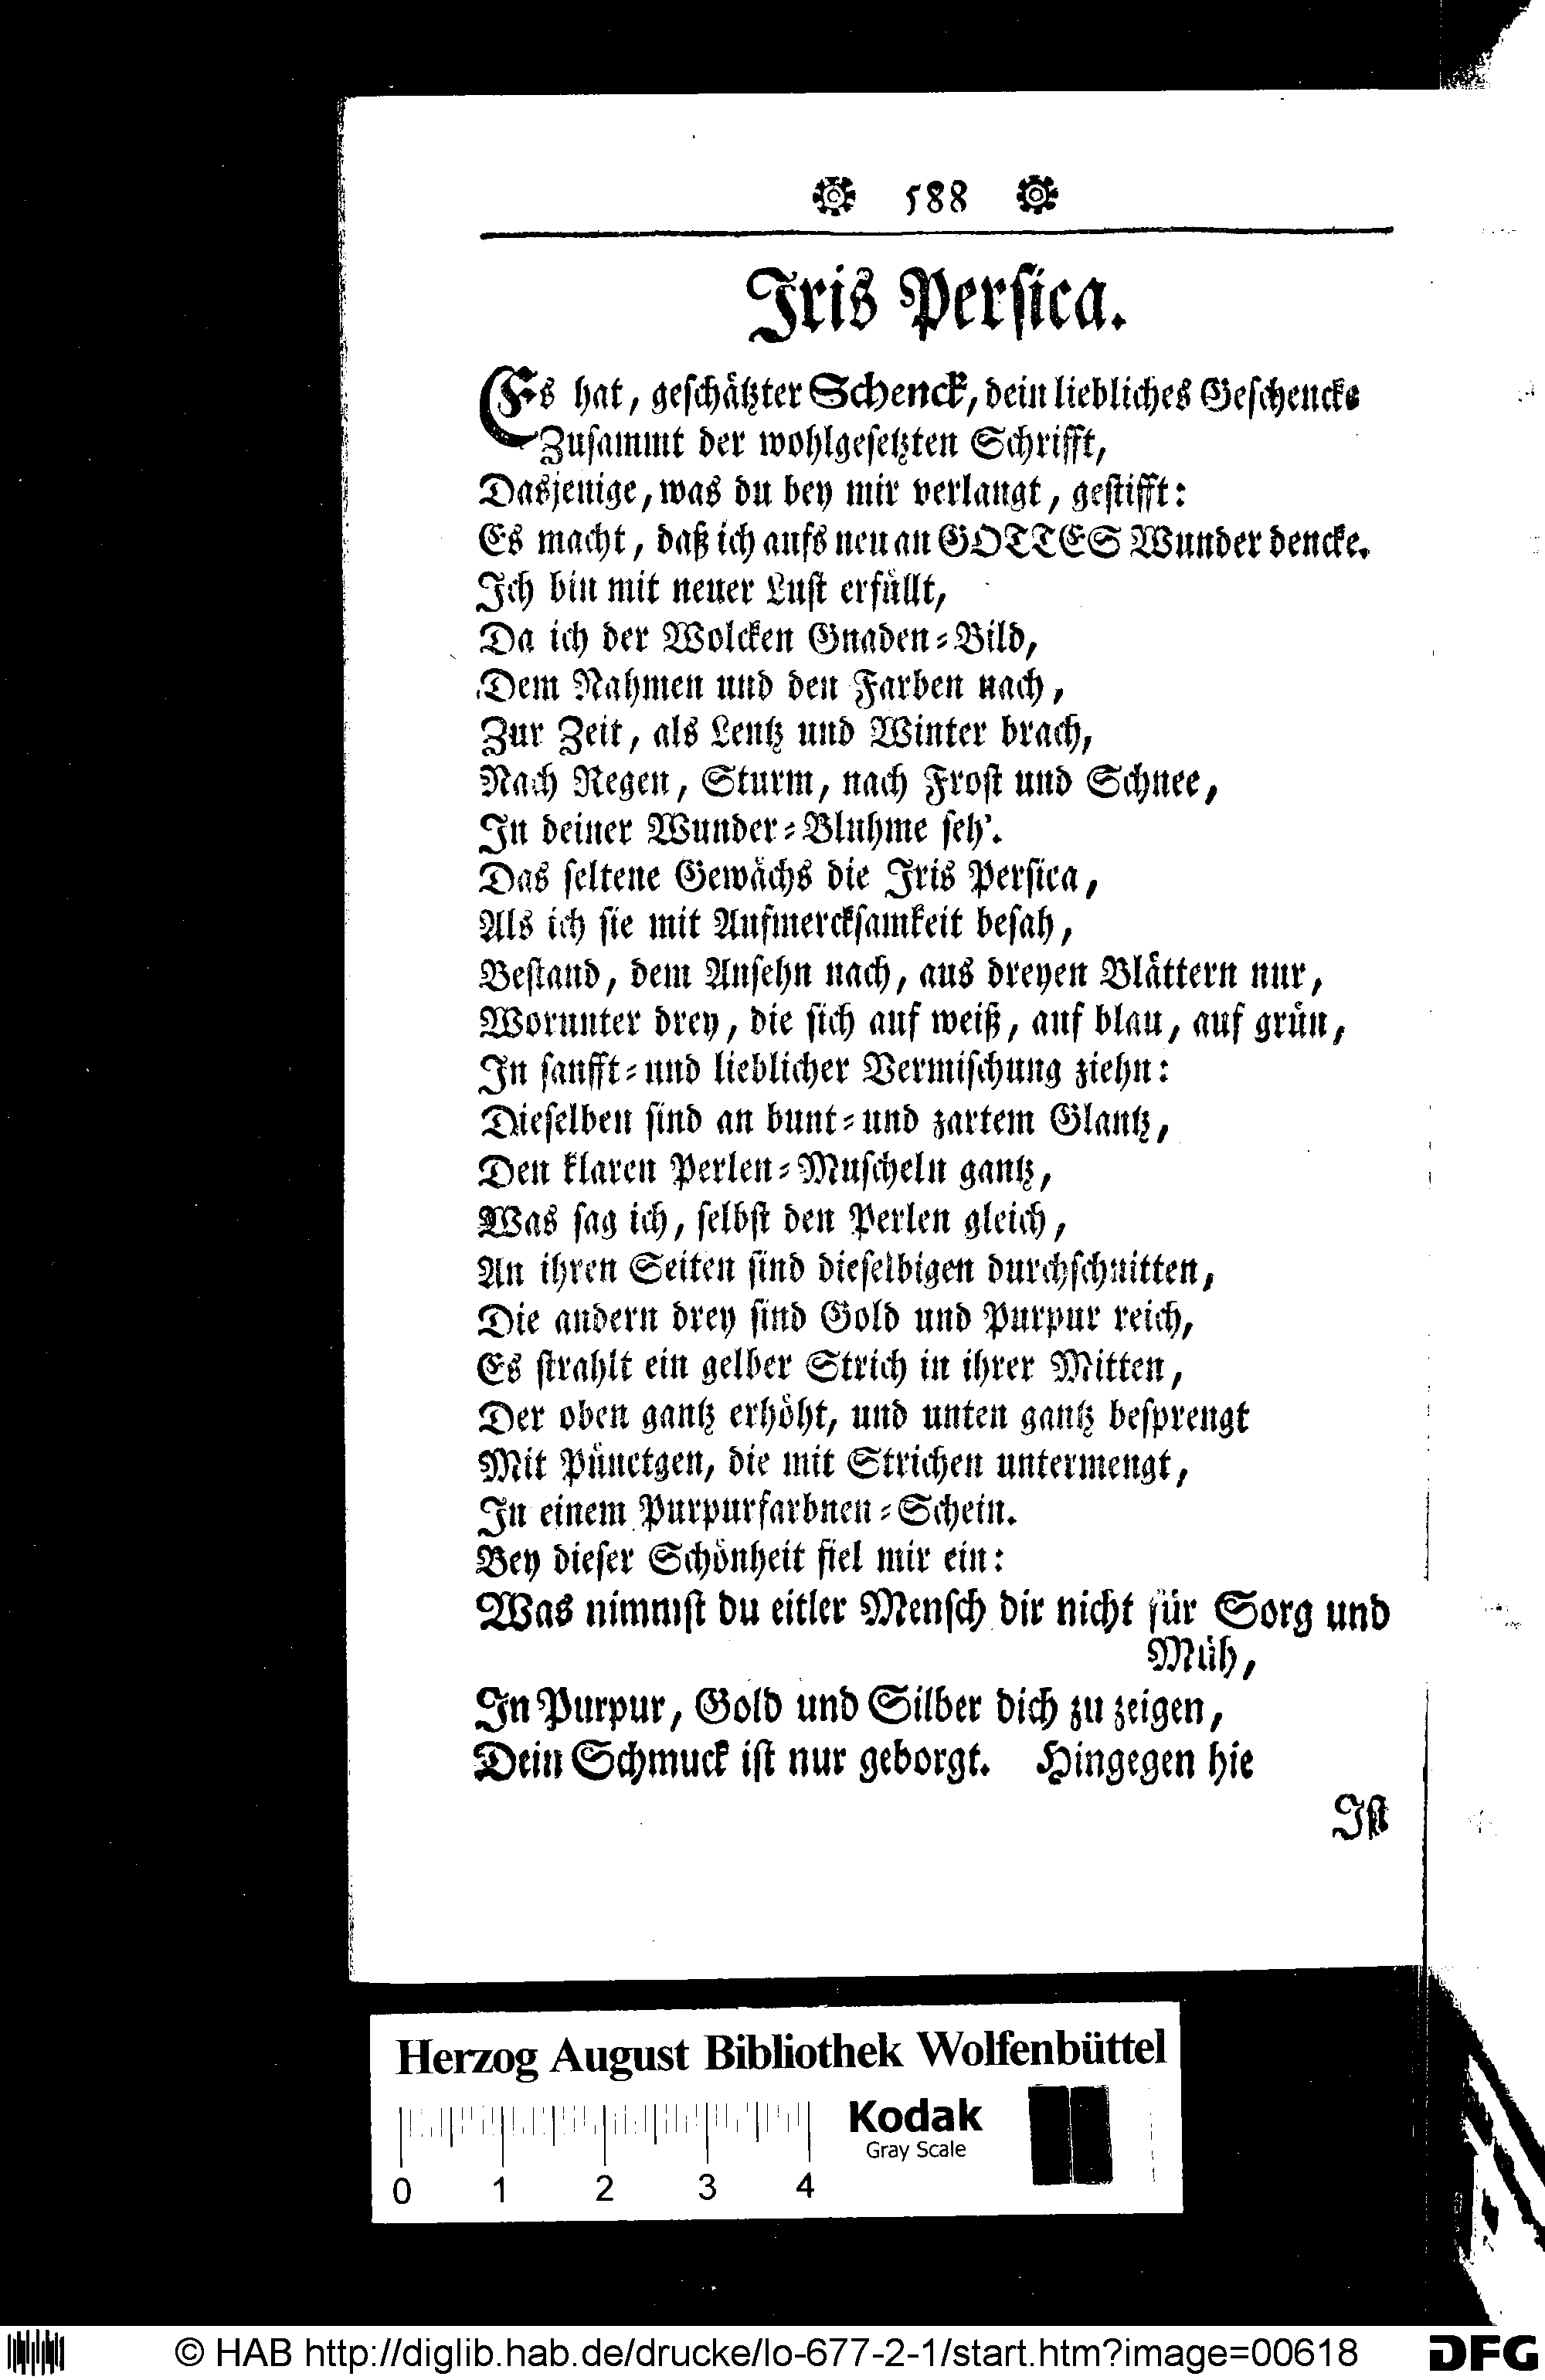 588
Iris Persica.
Es hat, geschätzter Schenck, dein liebliches Geschencke
Zusammt der wohlgesetzten Schrifft,
Dasjenige, was du bey mir verlangt, gestifft:
Es macht, daß ich aufs neu an GOTTES Wunder dencke.
Ich bin mit neuer Lust erfüllt,
Da ich der Wolcken Gnaden-Bild,
Dem Nahmen und den Farben nach,
Zur Zeit, als Lentz und Winter brach,
Nach Regen, Sturm, nach Frost und Schnee,
In deiner Wunder-Bluhme seh'.
Das seltene Gewächs die Iris Persica,
Als ich sie mit Aufmercksamkeit besah,
Bestand, dem Ansehn nach, aus dreyen Blättern nur,
Worunter drey, die sich auf weiß, auf blau, auf grün,
In sanfft-und lieblicher Vermischung ziehn:
Dieselben sind an bunt-und zartem Glantz,
Den klaren Perlen-Muscheln gantz,
Was sag ich, selbst den Perlen gleich,
An ihren Seiten sind dieselbigen durchschnitten,
Die andern drey sind Gold und Purpur reich,
Es strahlt ein gelber Strich in ihrer Mitten,
Der oben gantz erhöht, und unten gantz besprengt
Mit Pünctgen, die mit Strichen untermengt,
In einem Purpurfarbnen-Schein.
Bey dieser Schönheit fiel mir ein:
Was nimmst du eitler Mensch dir nicht für Sorg und
Müh,
In Purpur, Gold und Silber dich zu zeigen,
Dein Schmuck ist nur geborgt. Hingegen hie
Ist
Herzog August Bibliothek Wolfenbüttel
Kodak
Gray Scale
0 1 2 3 4
© HAB http://diglib.hab.de/drucke/lo-677-2-1/start.htm?image=00618
DFG